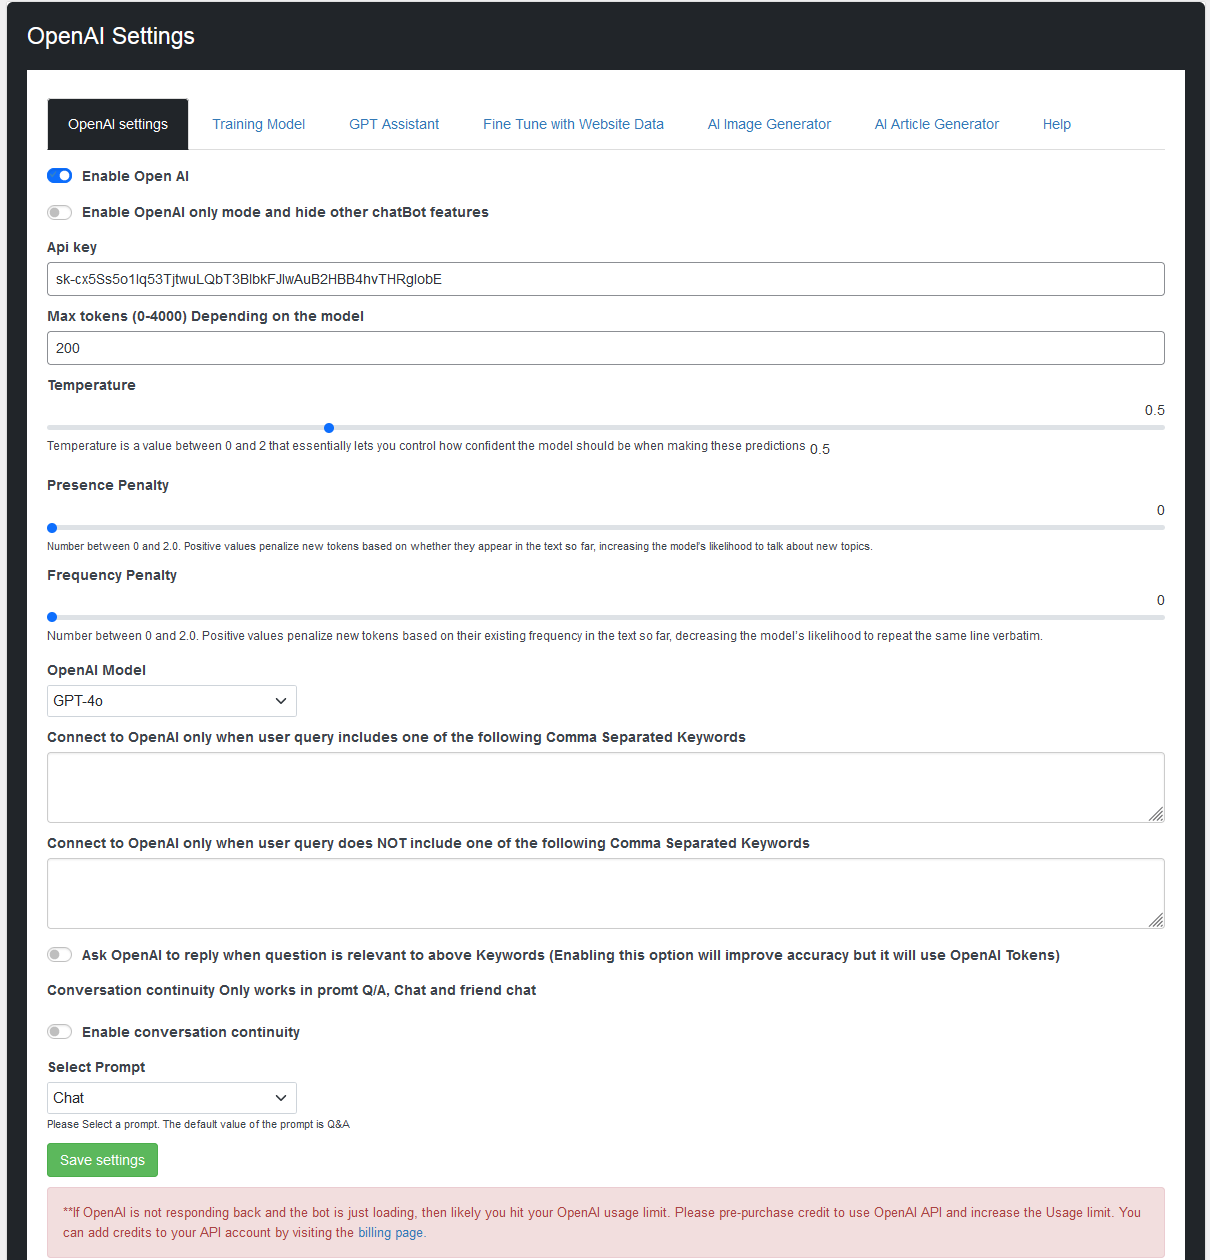 OpenAI Settings
OpenAI settings
Training Model
GPT Assistant
Fine Tune with Website Data
AI Image Generator
AI Article Generator
Help
Enable Open AI
Enable OpenAI only mode and hide other chatBot features
Api key
Max tokens (0-4000) Depending on the model
200
Temperature
0.5
Temperature is a value between 0 and 2 that essentially lets you control how confident the model should be when making these predictions 0.5
Presence Penalty
0
Number between 0 and 2.0. Positive values penalize new tokens based on whether they appear in the text so far, increasing the model's likelihood to talk about new topics.
Frequency Penalty
0
Number between 0 and 2.0. Positive values penalize new tokens based on their existing frequency in the text so far, decreasing the model's likelihood to repeat the same line verbatim.
OpenAI Model
GPT-4o
Connect to OpenAI only when user query includes one of the following Comma Separated Keywords
Connect to OpenAI only when user query does NOT include one of the following Comma Separated Keywords
Ask OpenAI to reply when question is relevant to above Keywords (Enabling this option will improve accuracy but it will use OpenAI Tokens)
Conversation continuity Only works in promt Q/A, Chat and friend chat
Enable conversation continuity
Select Prompt
Chat
Please Select a prompt. The default value of the prompt is Q&A
Save settings
**If OpenAI is not responding back and the bot is just loading, then likely you hit your OpenAI usage limit. Please pre-purchase credit to use OpenAI API and increase the Usage limit. You
can add credits to your API account by visiting the billing page.